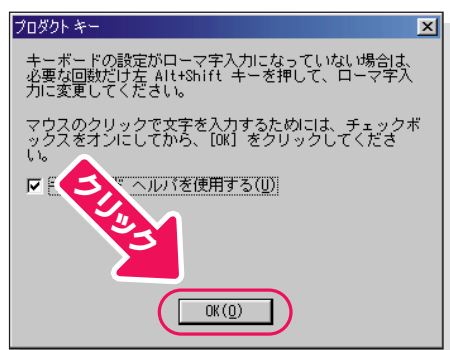 プロダクト キー
キーボードの設定がローマ字入力になっていない場合は、
必要な回数だけ左 Alt+Shift キーを押して、ローマ字入
力に変更してください。
マウスのクリックで文字を入力するためには、チェックボ
ックスをオンにしてから、[OK] をクリックしてくださ
い。
ヘルパを使用する(U)
クリック
OK(O)